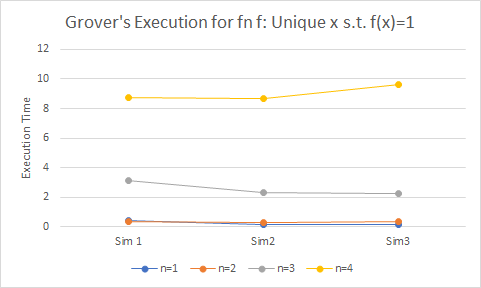 Grover's Execution for fn f: Unique x s.t. f(x)=1
12
10
8
6
4
2
0
Execution Time
Sim 1 Sim2 Sim3
n=1 n=2 n=3 n=4